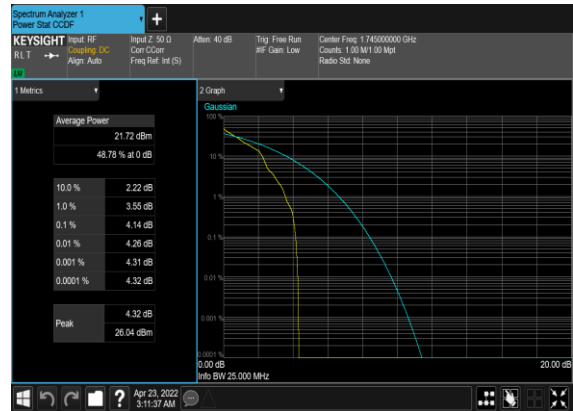 Spectrum Analyzer 1
Power Stat CCDF
KEYSIGHT
RLT
Input: RF
Coupling: DC
Align: Auto
Input Z: 50 Ω
Corr CCorr
Freq Ref: Int (S)
Atten: 40 dB
Trig: Free Run
#IF Gain: Low
Center Freq: 1.745000000 GHz
Counts: 1.00 M/1.00 Mpt
Radio Std: None
1 Metrics
2 Graph
Average Power
21.72 dBm
48.78 % at 0 dB
10.0 % 2.22 dB
1.0 % 3.55 dB
0.1 % 4.14 dB
0.01 % 4.26 dB
0.001 % 4.31 dB
0.0001 % 4.32 dB
Peak
4.32 dB
26.04 dBm
Gaussian
100 %
10 %
1 %
0.1 %
0.01 %
0.001 %
0.0001 %
0.00 dB 20.00 dB
Info BW 25.000 MHz
Apr 23, 2022
3:11:37 AM